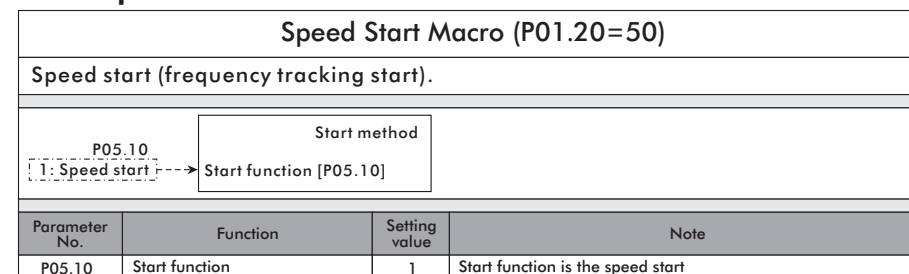 Speed Start Macro (P01.20=50)
Speed start (frequency tracking start).
Start method
P05.10
1: Speed start
Start function [P05.10]
Parameter No.
Function
Setting value
Note
P05.10
Start function
1
Start function is the speed start